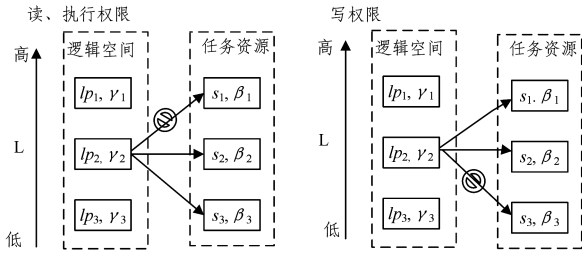 读、执行权限
高
L
低
逻辑空间
lp1, γ1
lp2, γ2
lp3, γ3
任务资源
s1, β1
s2, β2
s3, β3
写权限
高
L
低
逻辑空间
lp1, γ1
lp2, γ2
lp3, γ3
任务资源
s1. β1
s2, β2
s3, β3